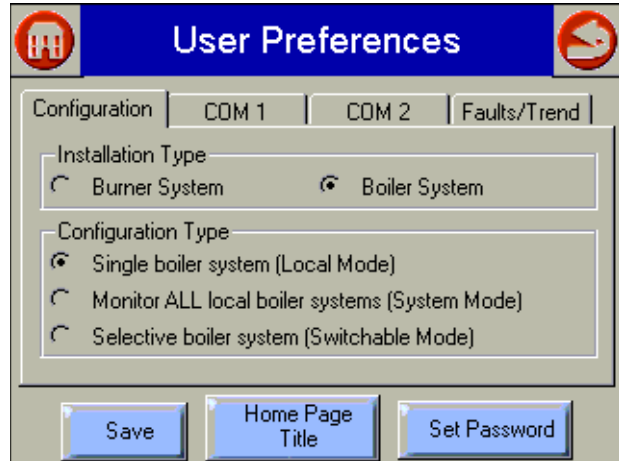 User Preferences
Configuration COM 1 COM 2 Faults/Trend
Installation Type
Burner System Boiler System
Configuration Type
Single boiler system (Local Mode)
Monitor ALL local boiler systems (System Mode)
Selective boiler system (Switchable Mode)
Save Home Page Title Set Password